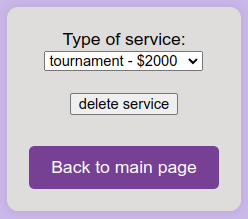 Type of service:
tournament - $2000
delete service
Back to main page